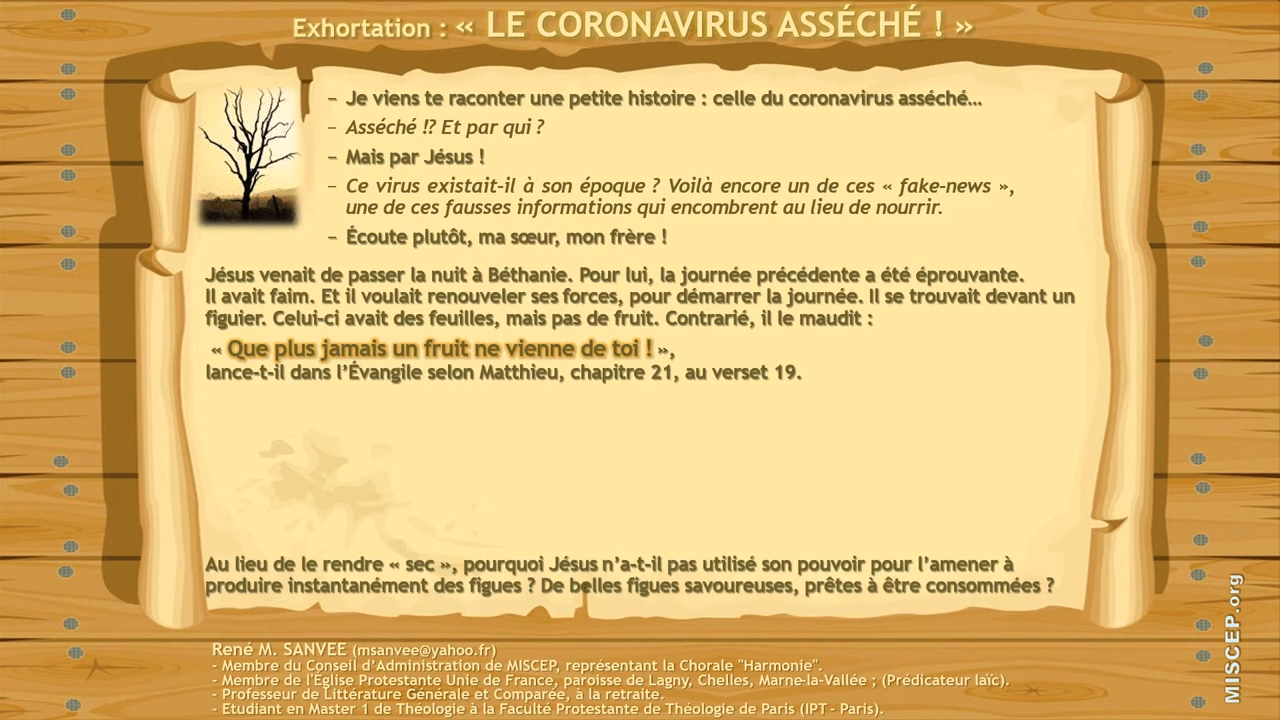 Exhortation : « LE CORONAVIRUS ASSÉCHÉ ! »
– Je viens te raconter une petite histoire : celle du coronavirus asséché…
– Asséché !? Et par qui ?
– Mais par Jésus !
– Ce virus existait-il à son époque ? Voilà encore un de ces « fake-news »,
une de ces fausses informations qui encombrent au lieu de nourrir.
– Écoute plutôt, ma sœur, mon frère !
Jésus venait de passer la nuit à Béthanie. Pour lui, la journée précédente a été éprouvante.
Il avait faim. Et il voulait renouveler ses forces, pour démarrer la journée. Il se trouvait devant un
figuier. Celui-ci avait des feuilles, mais pas de fruit. Contrarié, il le maudit :
« Que plus jamais un fruit ne vienne de toi ! »,
lance-t-il dans l’Évangile selon Matthieu, chapitre 21, au verset 19.
Au lieu de le rendre « sec », pourquoi Jésus n’a-t-il pas utilisé son pouvoir pour l’amener à
produire instantanément des figues ? De belles figues savoureuses, prêtes à être consommées ?
René M. SANVEE (msanvee@yahoo.fr)
- Membre du Conseil d’Administration de MISCEP, représentant la Chorale "Harmonie".
- Membre de l'Église Protestante Unie de France, paroisse de Lagny, Chelles, Marne-la-Vallée ; (Prédicateur laïc).
- Professeur de Littérature Générale et Comparée, à la retraite.
- Etudiant en Master 1 de Théologie à la Faculté Protestante de Théologie de Paris (IPT - Paris).
MISCEP.org